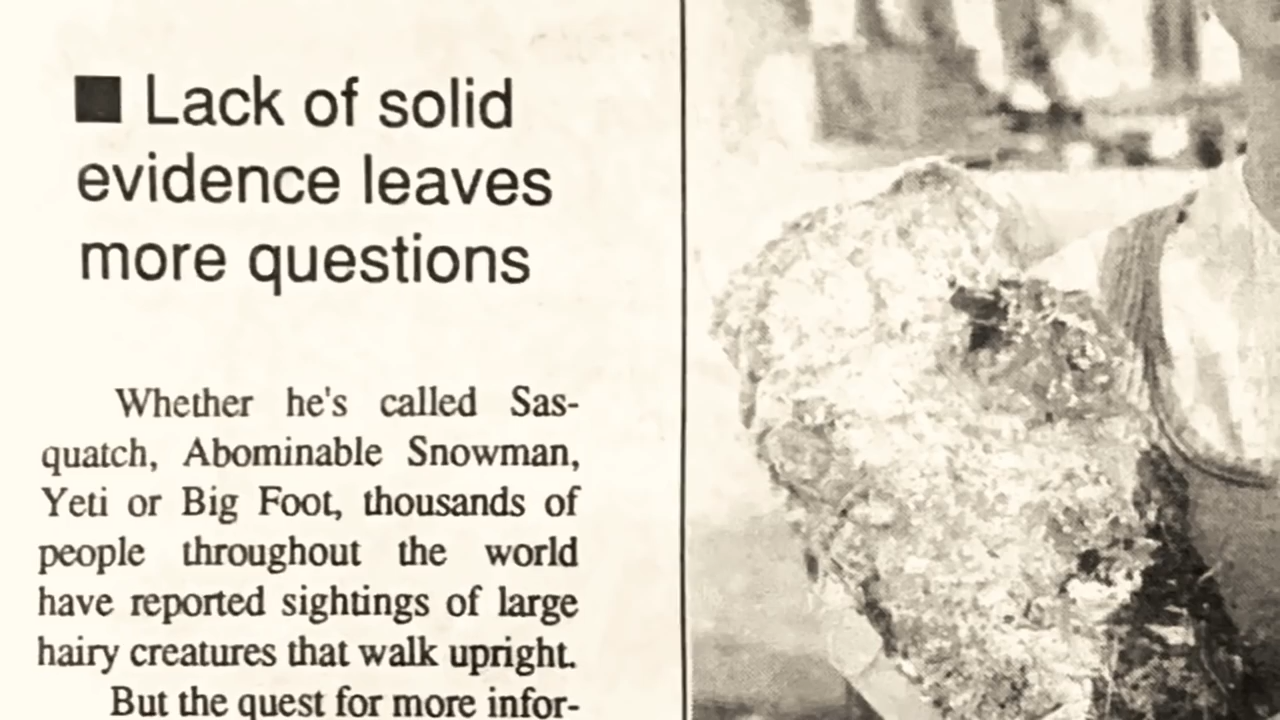 ■ Lack of solid
evidence leaves
more questions
Whether he's called Sas-
quatch, Abominable Snowman,
Yeti or Big Foot, thousands of
people throughout the world
have reported sightings of large
hairy creatures that walk upright.
But the quest for more infor-